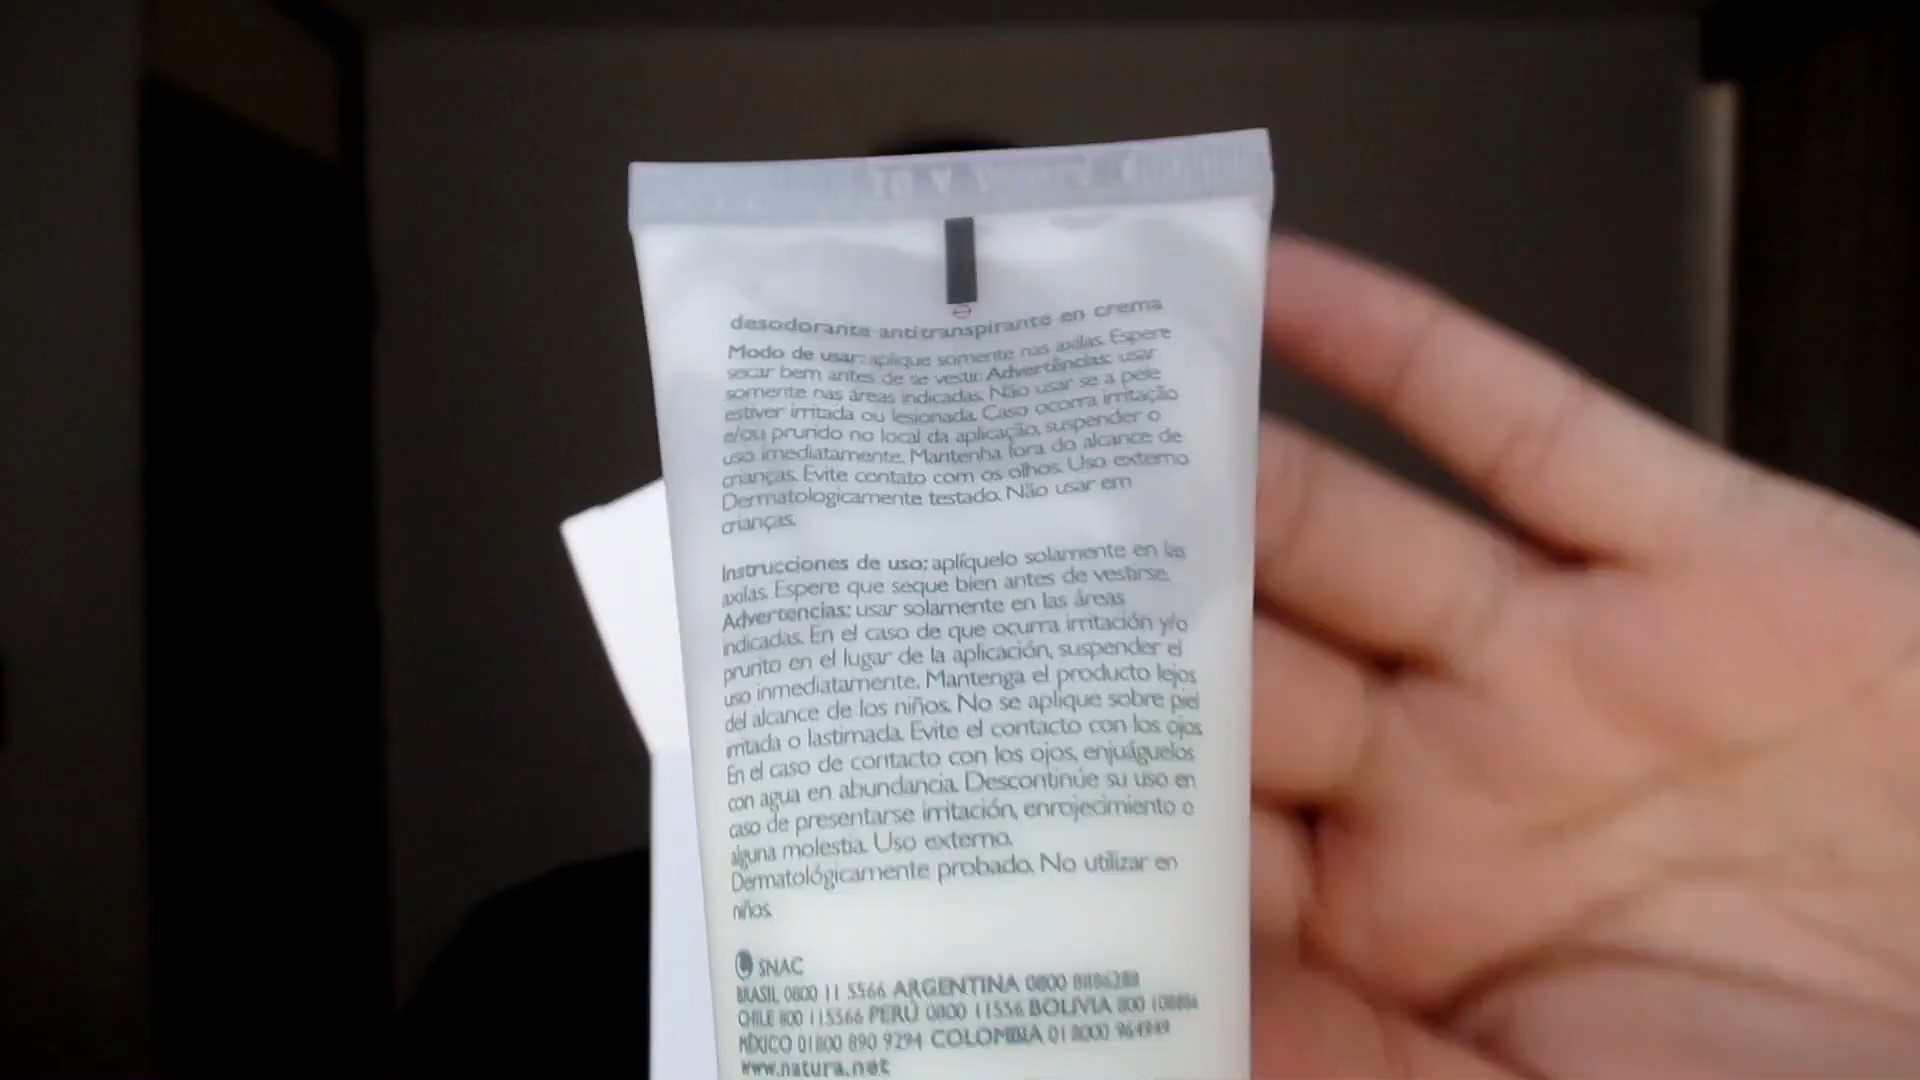 desodorante antitranspirante en crema
Modo de usar: aplique somente nas axilas. Espere
secar bem antes de se vestir. Advertências: usar
somente nas áreas indicadas. Não usar se a pele
estiver irritada ou lesionada. Caso ocorra irritação
e/ou prurido no local da aplicação, suspender o
uso imediatamente. Mantenha fora do alcance de
crianças. Evite contato com os olhos. Uso externo.
Dermatologicamente testado. Não usar em
crianças.
Instrucciones de uso: aplíquelo solamente en las
axilas. Espere que seque bien antes de vestirse.
Advertencias: usar solamente en las áreas
indicadas. En el caso de que ocurra irritación y/o
prurito en el lugar de la aplicación, suspender el
uso inmediatamente. Mantenga el producto lejos
del alcance de los niños. No se aplique sobre piel
irritada o lastimada. Evite el contacto con los ojos.
En el caso de contacto con los ojos, enjuáguelos
con agua en abundancia. Descontinúe su uso en
caso de presentarse irritación, enrojecimiento o
alguna molestia. Uso externo.
Dermatológicamente probado. No utilizar en
niños.
SNAC
BRASIL 0800 11 5566 ARGENTINA 0800
CHILE 800 115566 PERÚ 0800 11556 BOLIVIA 800
MÉXICO 01800 890 9294 COLOMBIA 01 8000
www.natura.net